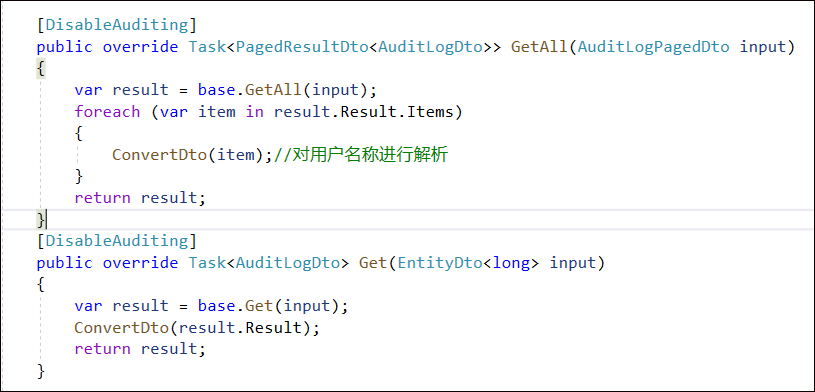 [DisableAuditing]
public override Task<PagedResultDto<AuditLogDto>> GetAll(AuditLogPagedDto input)
{
var result = base.GetAll(input);
foreach (var item in result.Result.Items)
{
ConvertDto(item);//对用户名称进行解析
}
return result;
}
[DisableAuditing]
public override Task<AuditLogDto> Get(EntityDto<long> input)
{
var result = base.Get(input);
ConvertDto(result.Result);
return result;
}